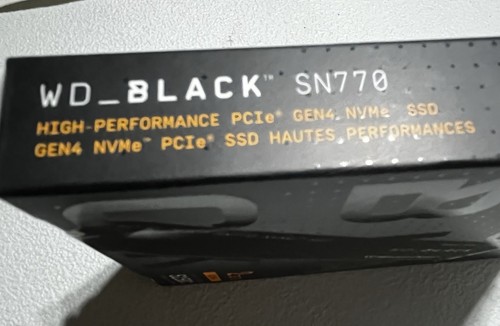 WD_BLACK™ SN770
HIGH-PERFORMANCE PCIe® GEN4 NVMe™ SSD
GEN4 NVMe™ PCIe® SSD HAUTES PERFORMANCES